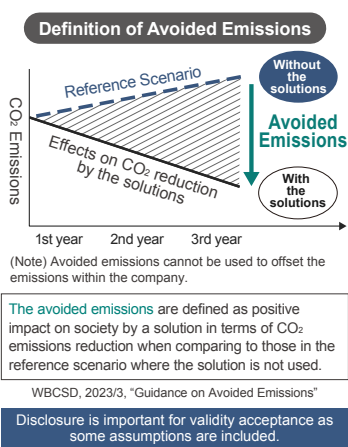 Definition of Avoided Emissions
Without
the
solutions
Reference Scenario
CO₂ Emissions
Avoided
Emissions
Effects on CO₂ reduction
by the solutions
With
the
solutions
1st year 2nd year 3rd year
(Note) Avoided emissions cannot be used to offset the
emissions within the company.
The avoided emissions are defined as positive
impact on society by a solution in terms of CO₂
emissions reduction when comparing to those in the
reference scenario where the solution is not used.
WBCSD, 2023/3, “Guidance on Avoided Emissions”
Disclosure is important for validity acceptance as
some assumptions are included.